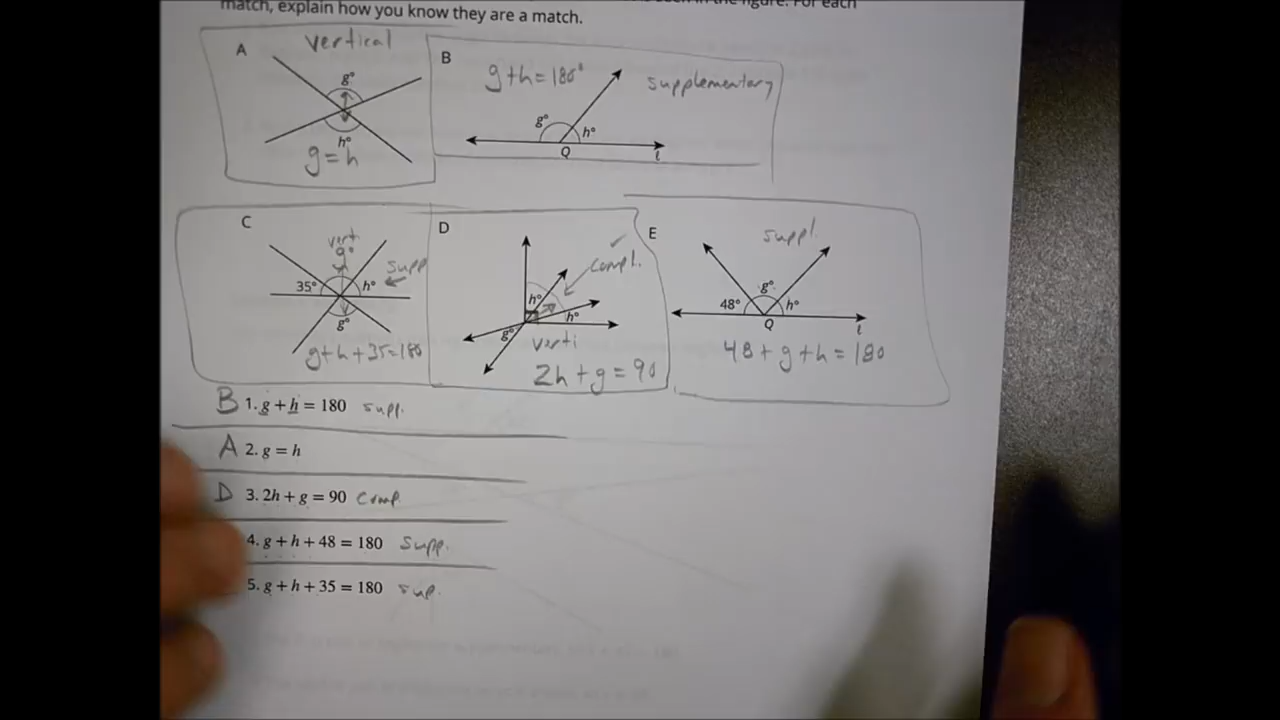 match, explain how you know they are a match.
A vertical
g°
h°
g = h
B
g + h = 180°
supplementary
g°
h°
Q
l
C
vert
g°
supp
35°
h°
g°
g + h + 35 = 180
D
compl.
h°
h°
g°
verti
2h + g = 90
E
suppl.
g°
48°
h°
Q
l
48 + g + h = 180
B 1. g + h = 180 supp.
A 2. g = h
D 3. 2h + g = 90 comp.
4. g + h + 48 = 180 supp.
5. g + h + 35 = 180 sup.